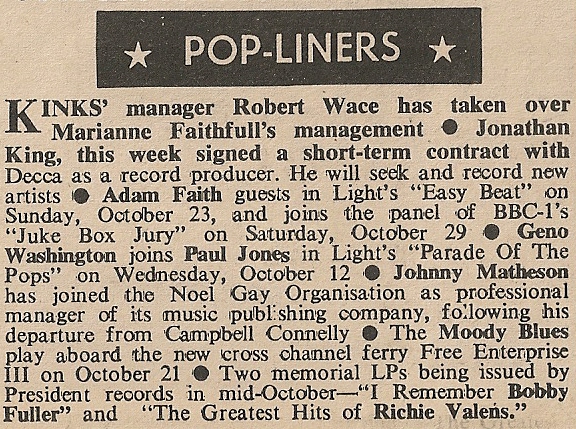 ★ POP-LINERS ★
KINKS' manager Robert Wace has taken over
Marianne Faithfull's management ● Jonathan
King, this week signed a short-term contract with
Decca as a record producer. He will seek and record new
artists ● Adam Faith guests in Light's "Easy Beat" on
Sunday, October 23, and joins the panel of BBC-1's
"Juke Box Jury" on Saturday, October 29 ● Geno
Washington joins Paul Jones in Light's "Parade Of The
Pops" on Wednesday, October 12 ● Johnny Matheson
has joined the Noel Gay Organisation as professional
manager of its music publishing company, following his
departure from Campbell Connelly ● The Moody Blues
play aboard the new cross channel ferry Free Enterprise
III on October 21 ● Two memorial LPs being issued by
President records in mid-October—"I Remember Bobby
Fuller" and "The Greatest Hits of Richie Valens."